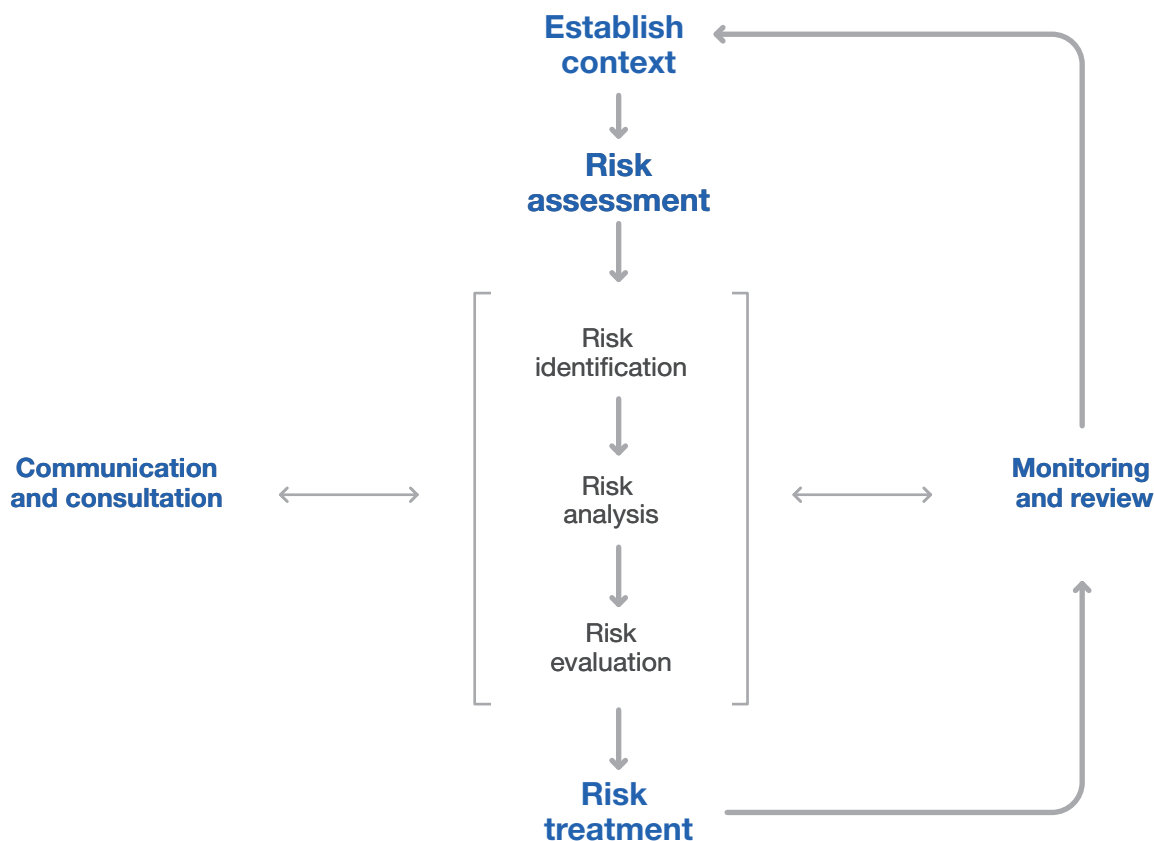 Establish
context
Risk
assessment
Risk
identification
Risk
analysis
Risk
evaluation
Risk
treatment
Communication
and consultation
Monitoring
and review